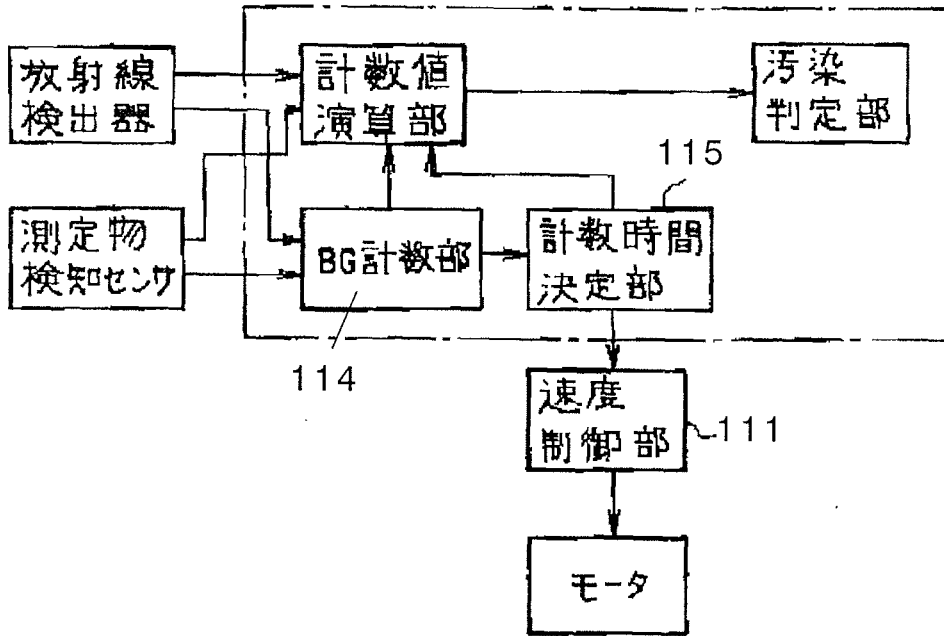 放射線
検出器
計数値
演算部
汚染
判定部
115
測定物
検知センサ
BG計数部
計数時間
決定部
114
速度
制御部
111
モータ